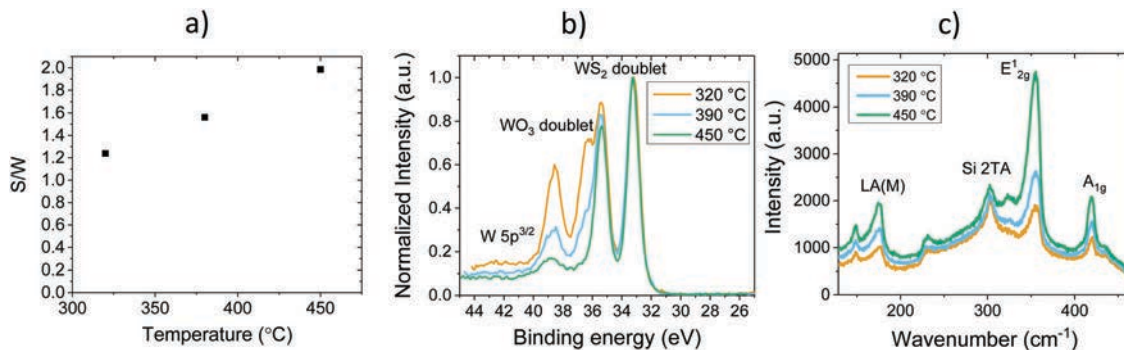 a)
2.0
1.8
1.6
1.4
1.2
1.0
0.8
0.6
0.4
0.2
0.0
S/W
300 350 400 450
Temperature (°C)
b)
WS2 doublet
1.0
0.8
0.6
0.4
0.2
0.0
Normalized Intensity (a.u.)
320 °C
390 °C
450 °C
WO3 doublet
W 5p3/2
44 42 40 38 36 34 32 30 28 26
Binding energy (eV)
c)
5000
4000
3000
2000
1000
0
Intensity (a.u.)
320 °C
390 °C
450 °C
E12g
LA(M)
Si 2TA
A1g
200 300 400
Wavenumber (cm-1)